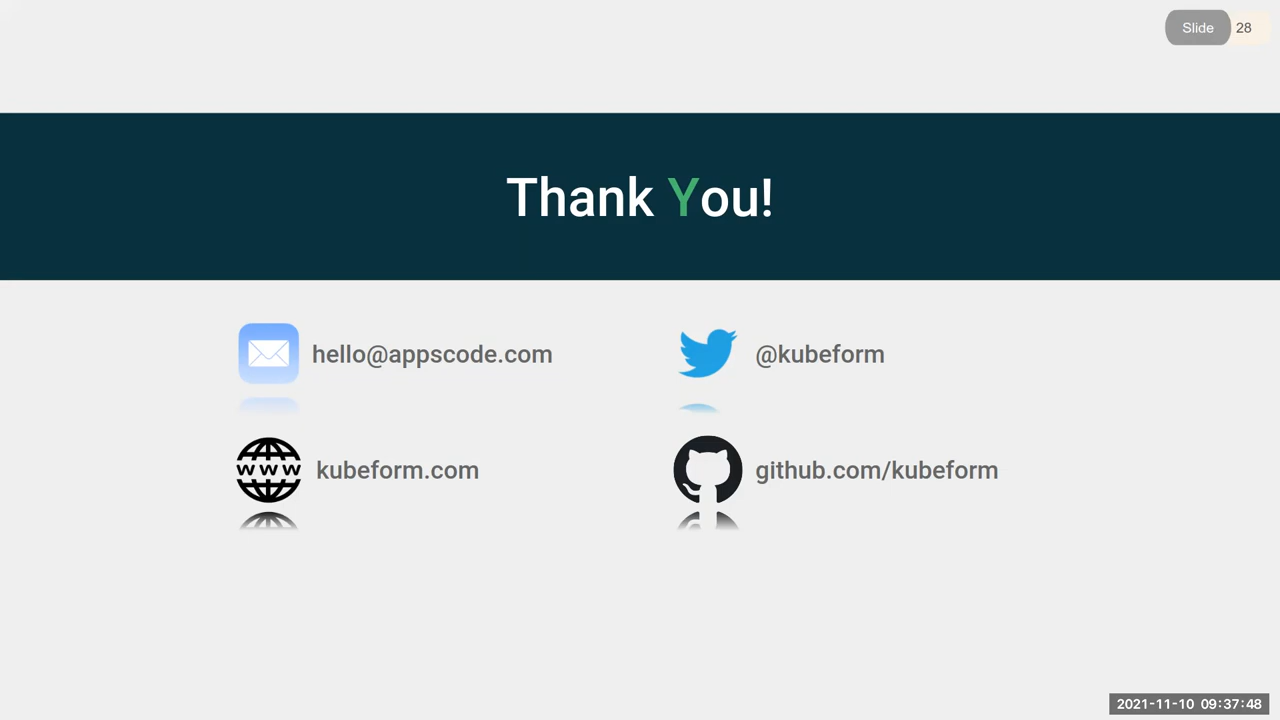 Slide 28
Thank You!
hello@appscode.com
@kubeform
www
kubeform.com
github.com/kubeform
2021-11-10 09:37:48